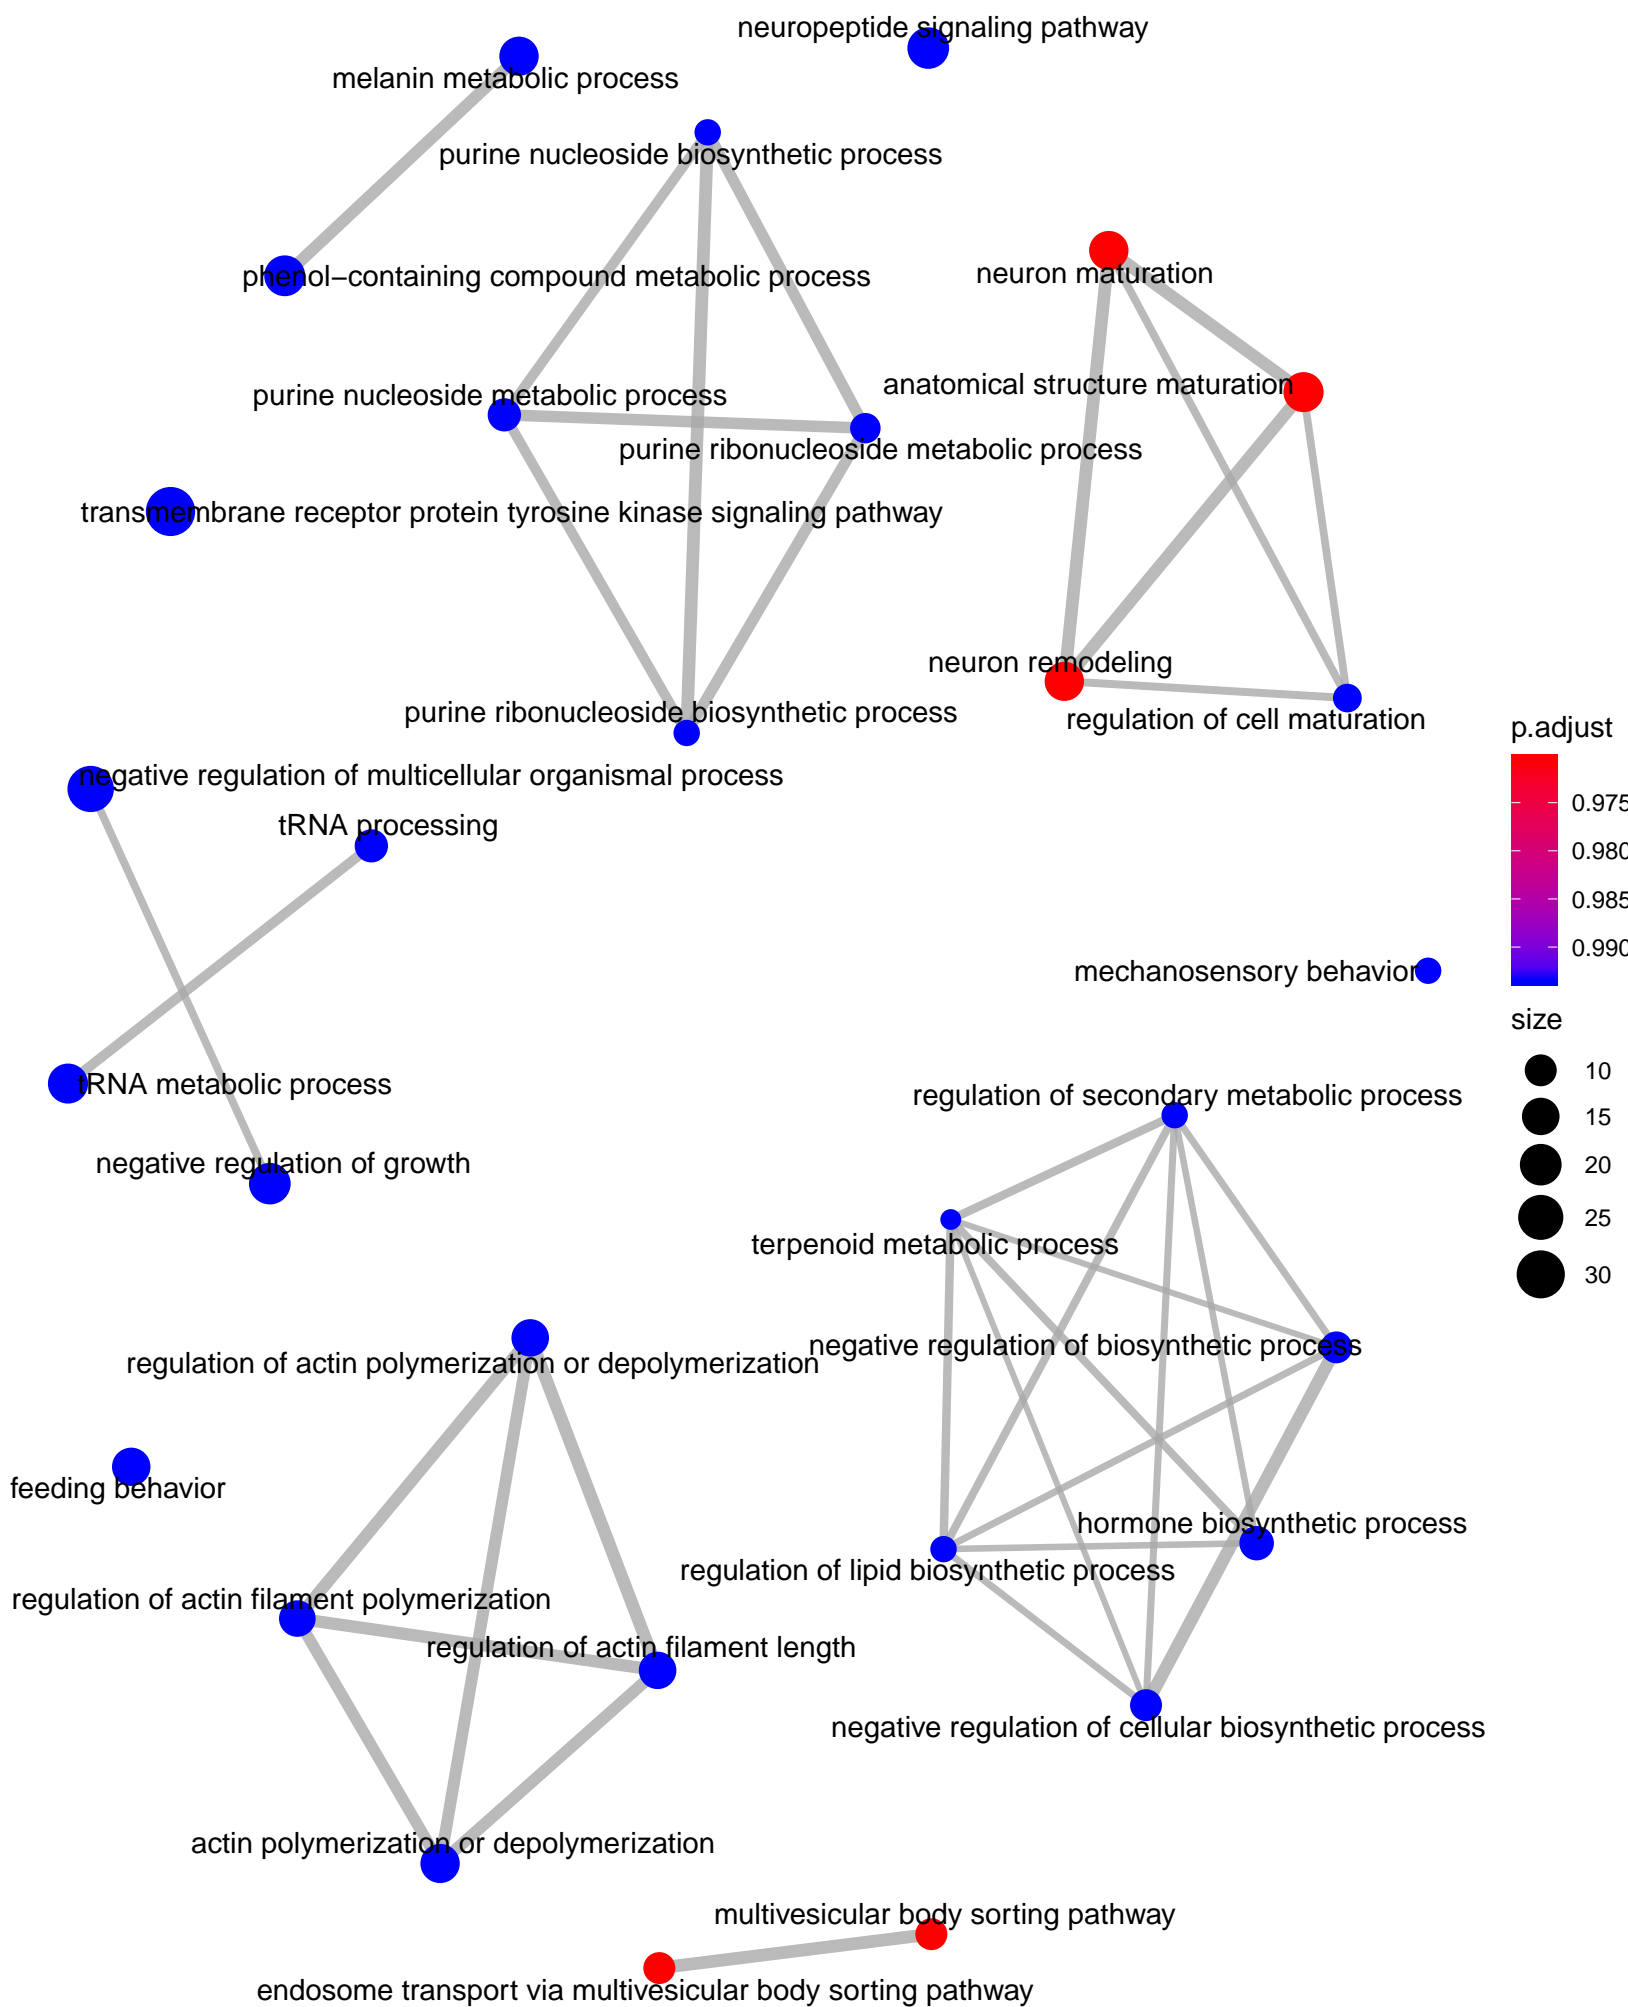 neuropeptide signaling pathway
melanin metabolic process
purine nucleoside biosynthetic process
phenol−containing compound metabolic process
neuron maturation
anatomical structure maturation
purine nucleoside metabolic process
purine ribonucleoside metabolic process
transmembrane receptor protein tyrosine kinase signaling pathway
neuron remodeling
purine ribonucleoside biosynthetic process
regulation of cell maturation
p.adjust
0.975
0.980
0.985
0.990
negative regulation of multicellular organismal process
tRNA processing
mechanosensory behavior
size
10
15
20
25
30
tRNA metabolic process
regulation of secondary metabolic process
negative regulation of growth
terpenoid metabolic process
negative regulation of biosynthetic process
regulation of actin polymerization or depolymerization
feeding behavior
hormone biosynthetic process
regulation of lipid biosynthetic process
regulation of actin filament polymerization
regulation of actin filament length
negative regulation of cellular biosynthetic process
actin polymerization or depolymerization
multivesicular body sorting pathway
endosome transport via multivesicular body sorting pathway